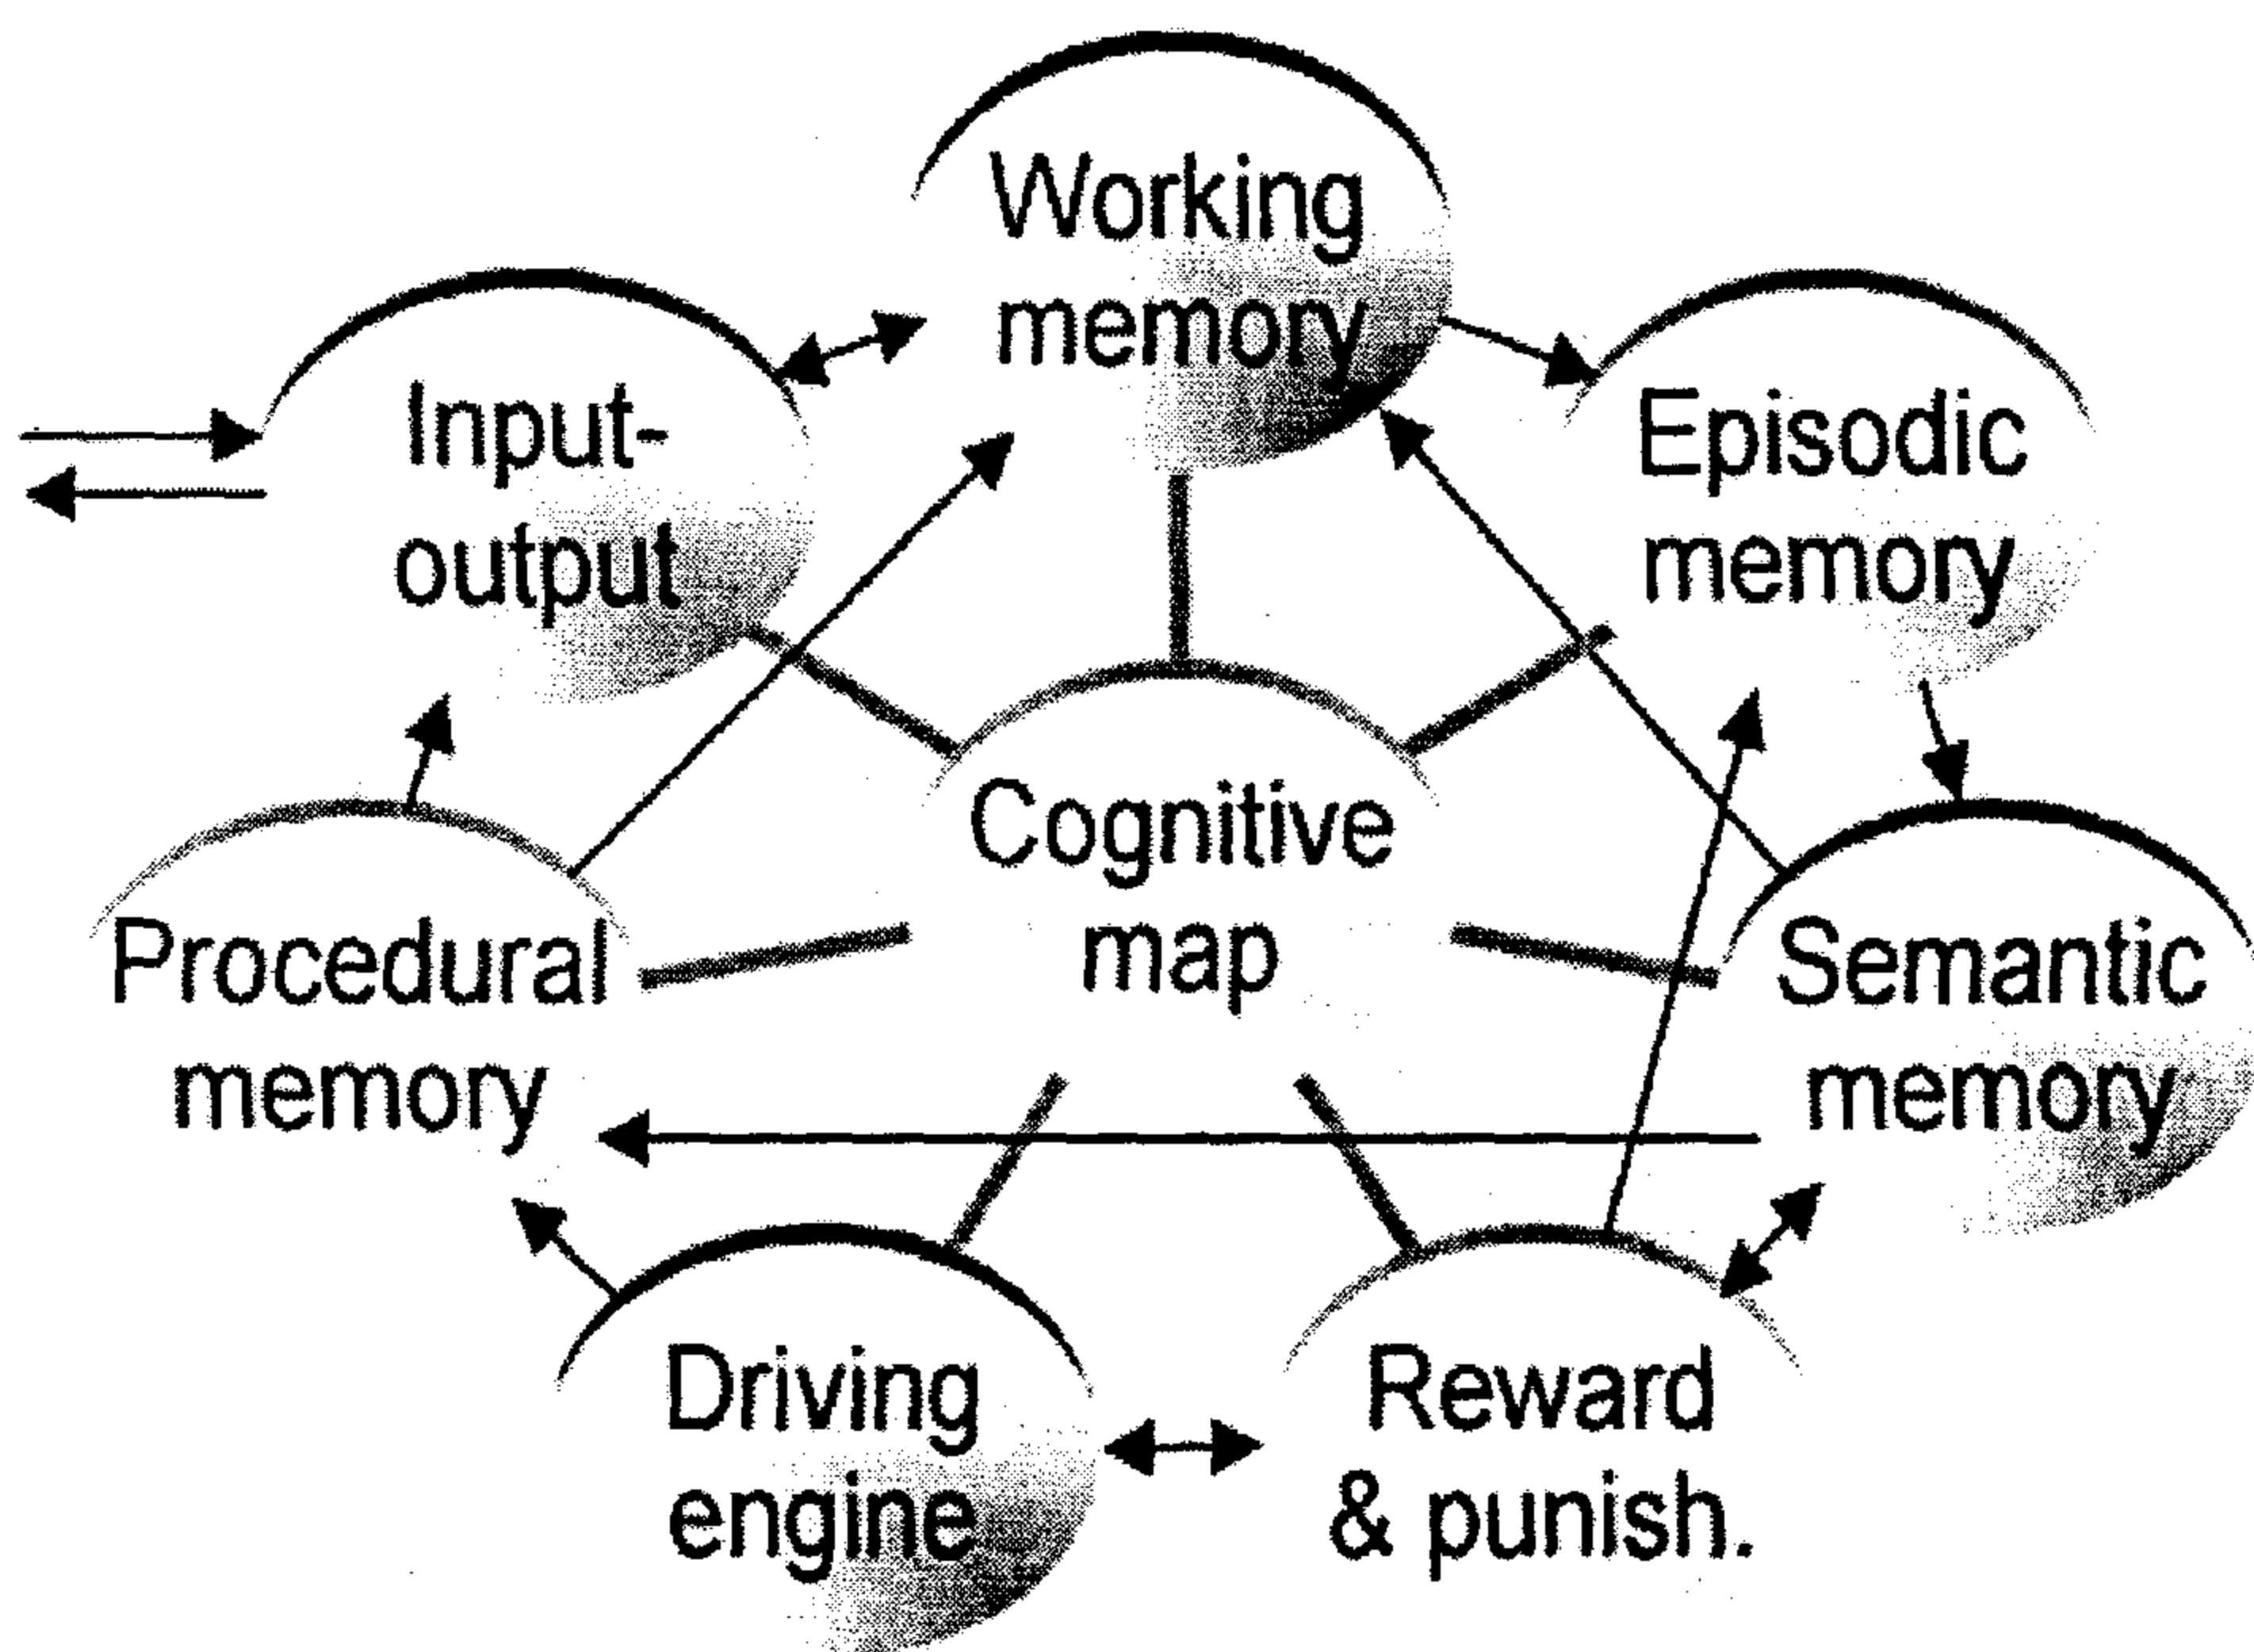 Working
memory
Input-
output
Episodic
memory
Cognitive
map
Procedural
memory
Semantic
memory
Driving
engine
Reward
& punish.